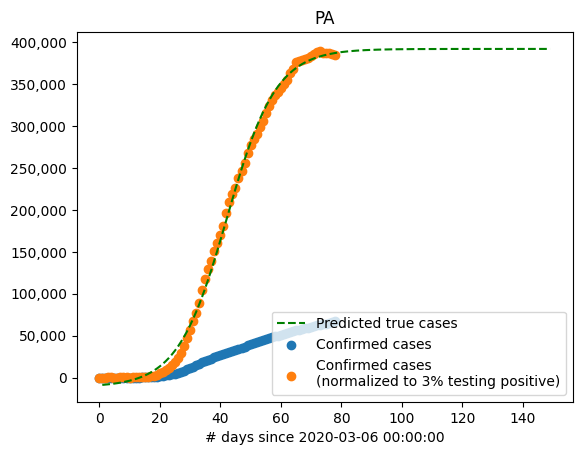 PA
400,000
350,000
300,000
250,000
200,000
150,000
100,000
50,000
0
Predicted true cases
Confirmed cases
Confirmed cases
(normalized to 3% testing positive)
0 20 40 60 80 100 120 140
# days since 2020-03-06 00:00:00